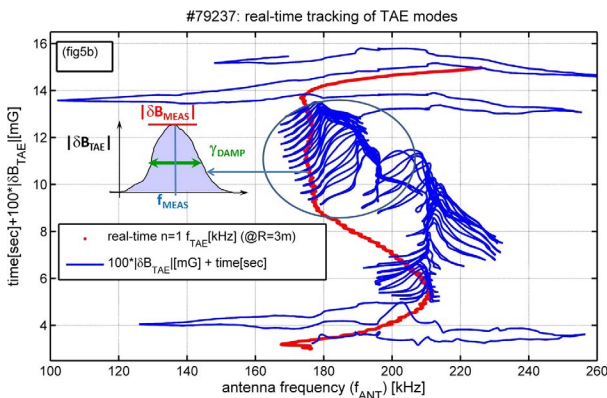 #79237: real-time tracking of TAE modes
(fig5b)
|δB_MEAS|
|δB_TAE|
γ_DAMP
f_MEAS
real-time n=1 f_TAE[kHz] (@R=3m)
100*|δB_TAE|[mG] + time[sec]
time[sec]+100*|δB_TAE|[mG]
16
14
12
10
8
6
4
100 120 140 160 180 200 220 240 260
antenna frequency (f_ANT) [kHz]